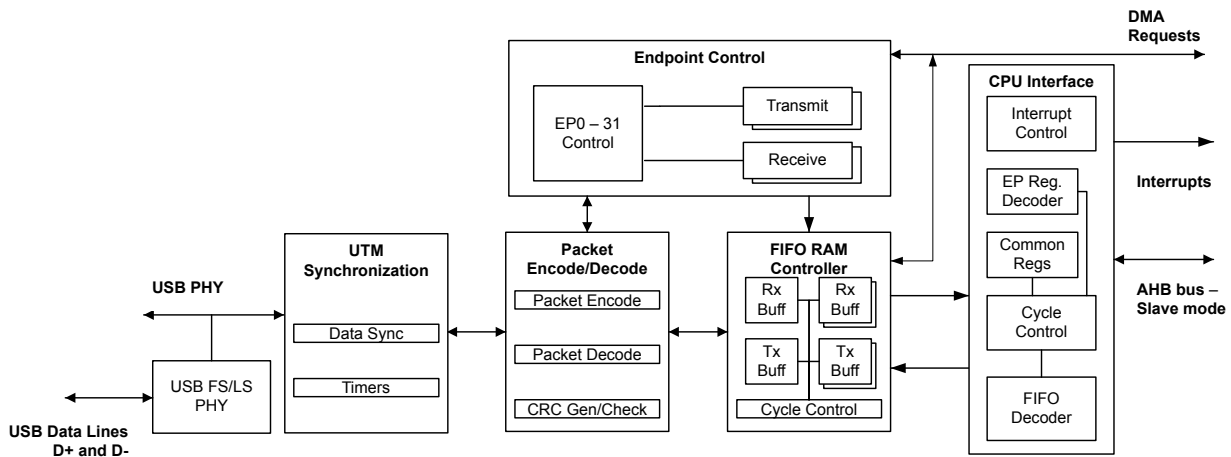 DMA
Requests
Endpoint Control
EP0 – 31
Control
Transmit
Receive
CPU Interface
Interrupt
Control
Interrupts
EP Reg.
Decoder
Common
Regs
AHB bus –
Slave mode
Cycle
Control
FIFO
Decoder
UTM
Synchronization
Data Sync
Timers
Packet
Encode/Decode
Packet Encode
Packet Decode
CRC Gen/Check
FIFO RAM
Controller
Rx
Buff
Rx
Buff
Tx
Buff
Tx
Buff
Cycle Control
USB PHY
USB FS/LS
PHY
USB Data Lines
D+ and D-